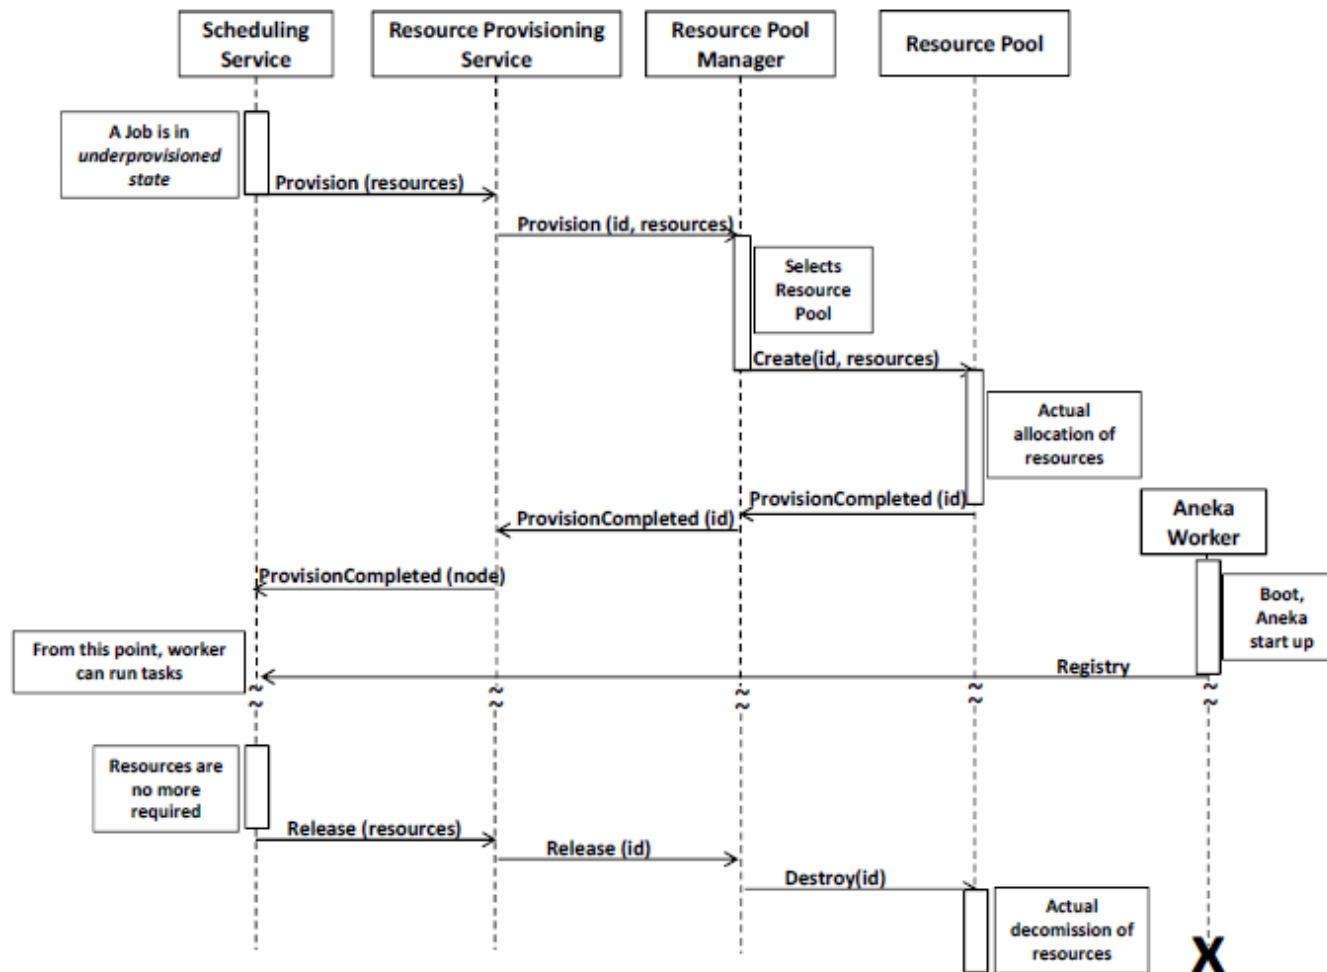 Scheduling
Service
Resource Provisioning
Service
Resource Pool
Manager
Resource Pool
A Job is in
underprovisioned
state
Provision (resources)
Provision (id, resources)
Selects
Resource
Pool
Create(id, resources)
Actual
allocation of
resources
ProvisionCompleted (id)
ProvisionCompleted (id)
Aneka
Worker
ProvisionCompleted (node)
Boot,
Aneka
start up
From this point, worker
can run tasks
Registry
Resources are
no more
required
Release (resources)
Release (id)
Destroy(id)
Actual
decomission of
resources
X